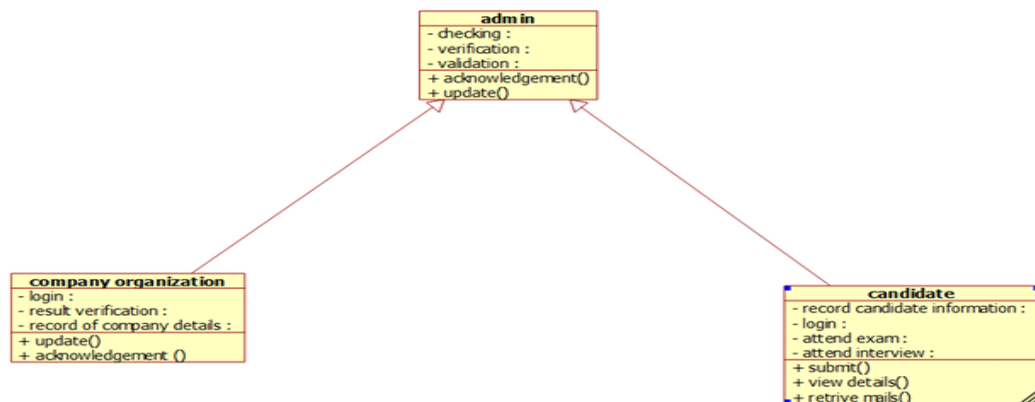 admin
- checking :
- verification :
- validation :
+ acknowledgement()
+ update()
company organization
- login :
- result verification :
- record of company details :
+ update()
+ acknowledgement ()
candidate
- record candidate information :
- login :
- attend exam :
- attend interview :
+ submit()
+ view details()
+ retrive mails()